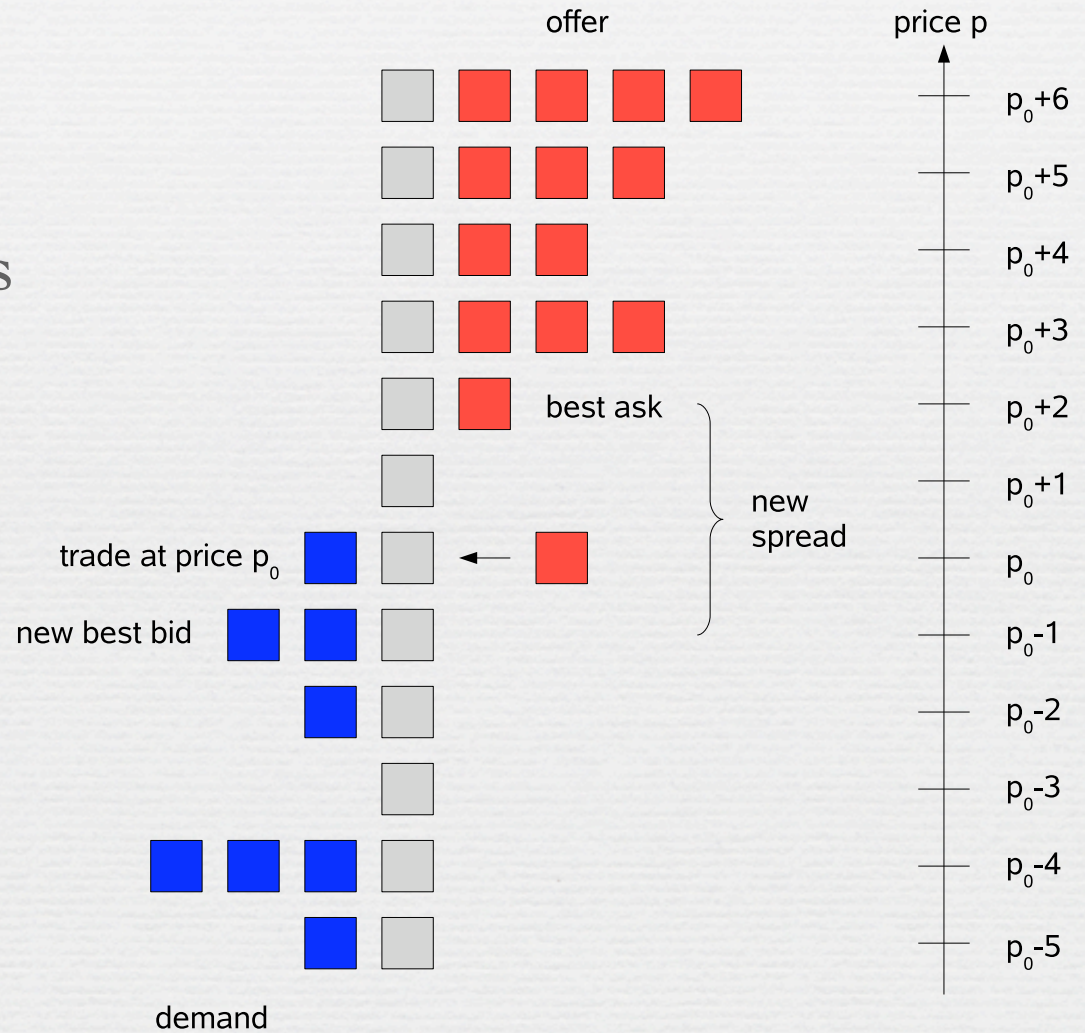 offer
price p
p₀+6
p₀+5
p₀+4
s
p₀+3
best ask
p₀+2
p₀+1
new
spread
trade at price p₀
p₀
new best bid
p₀-1
p₀-2
p₀-3
p₀-4
p₀-5
demand